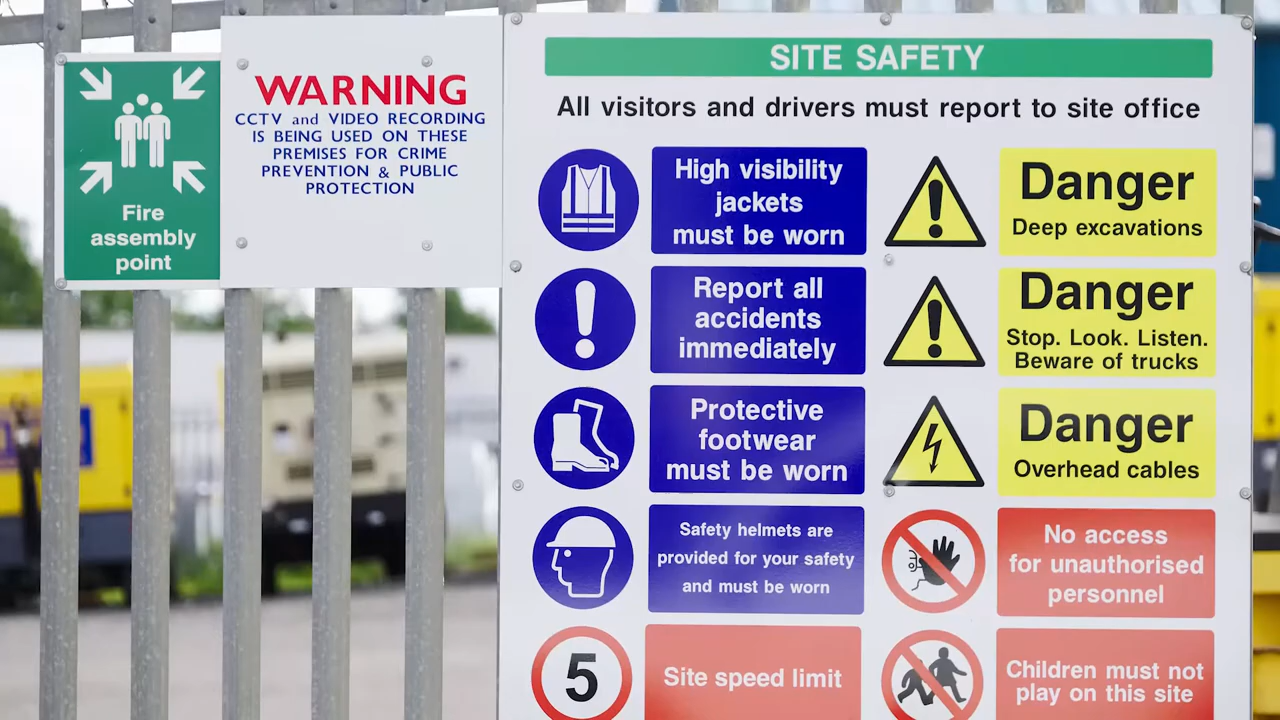 Fire
assembly
point
WARNING
CCTV and VIDEO RECORDING
IS BEING USED ON THESE
PREMISES FOR CRIME
PREVENTION & PUBLIC
PROTECTION
SITE SAFETY
All visitors and drivers must report to site office
High visibility
jackets
must be worn
Danger
Deep excavations
Report all
accidents
immediately
Danger
Stop. Look. Listen.
Beware of trucks
Protective
footwear
must be worn
Danger
Overhead cables
Safety helmets are
provided for your safety
and must be worn
No access
for unauthorised
personnel
5
Site speed limit
Children must not
play on this site